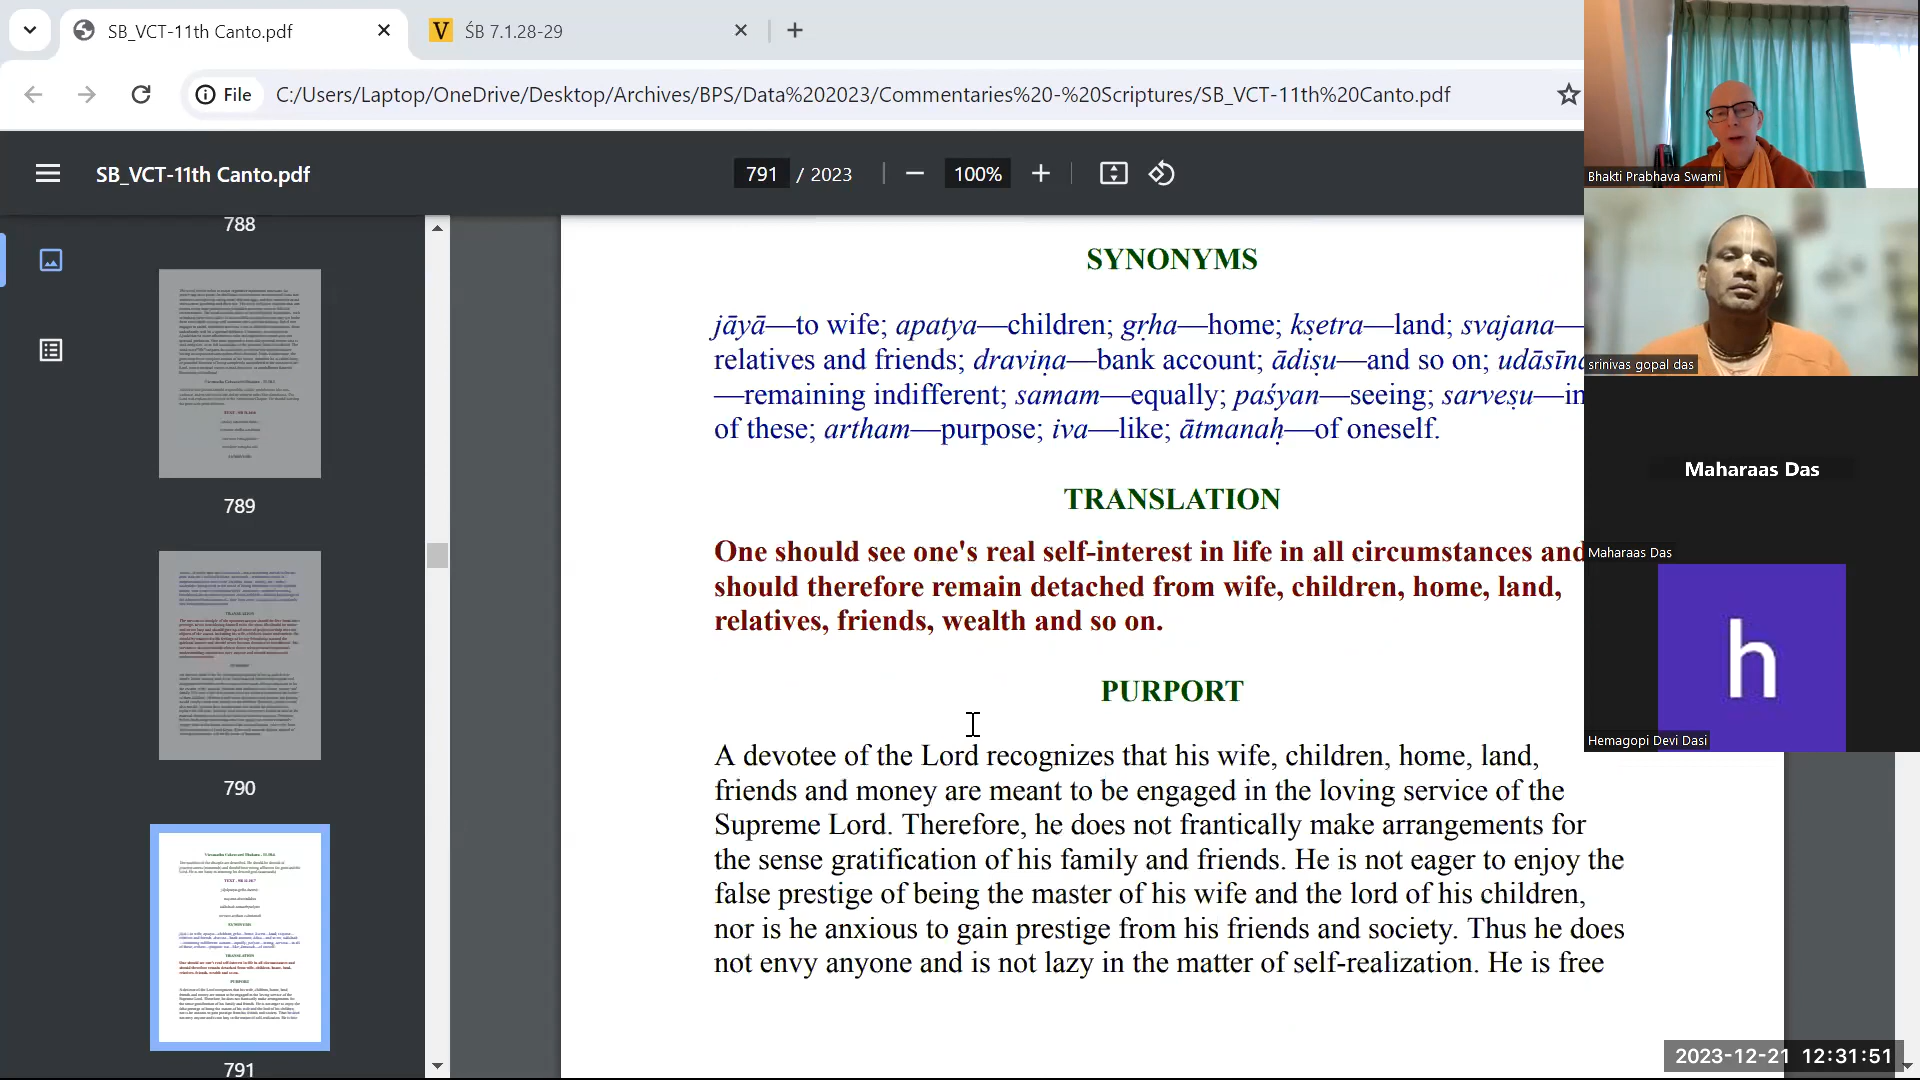 SB_VCT-11th Canto.pdf
ŚB 7.1.28-29
File
C:/Users/Laptop/OneDrive/Desktop/Archives/BPS/Data%202023/Commentaries%20-%20Scriptures/SB_VCT-11th%20Canto.pdf
SB_VCT-11th Canto.pdf
791 / 2023
100%
788
789
790
791
SYNONYMS
jāyā—to wife; apatya—children; gṛha—home; kṣetra—land; svajana—
relatives and friends; draviṇa—bank account; ādiṣu—and so on;
—remaining indifferent; samam—equally; paśyan—seeing; sarveṣu—in
of these; artham—purpose; iva—like; ātmanaḥ—of oneself.
TRANSLATION
One should see one's real self-interest in life in all circumstances and
should therefore remain detached from wife, children, home, land,
relatives, friends, wealth and so on.
PURPORT
A devotee of the Lord recognizes that his wife, children, home, land,
friends and money are meant to be engaged in the loving service of the
Supreme Lord. Therefore, he does not frantically make arrangements for
the sense gratification of his family and friends. He is not eager to enjoy the
false prestige of being the master of his wife and the lord of his children,
nor is he anxious to gain prestige from his friends and society. Thus he does
not envy anyone and is not lazy in the matter of self-realization. He is free
Bhakti Prabhava Swami
srinivas gopal das
Maharaas Das
Maharaas Das
h
Hemagopi Devi Dasi
2023-12-21 12:31:51